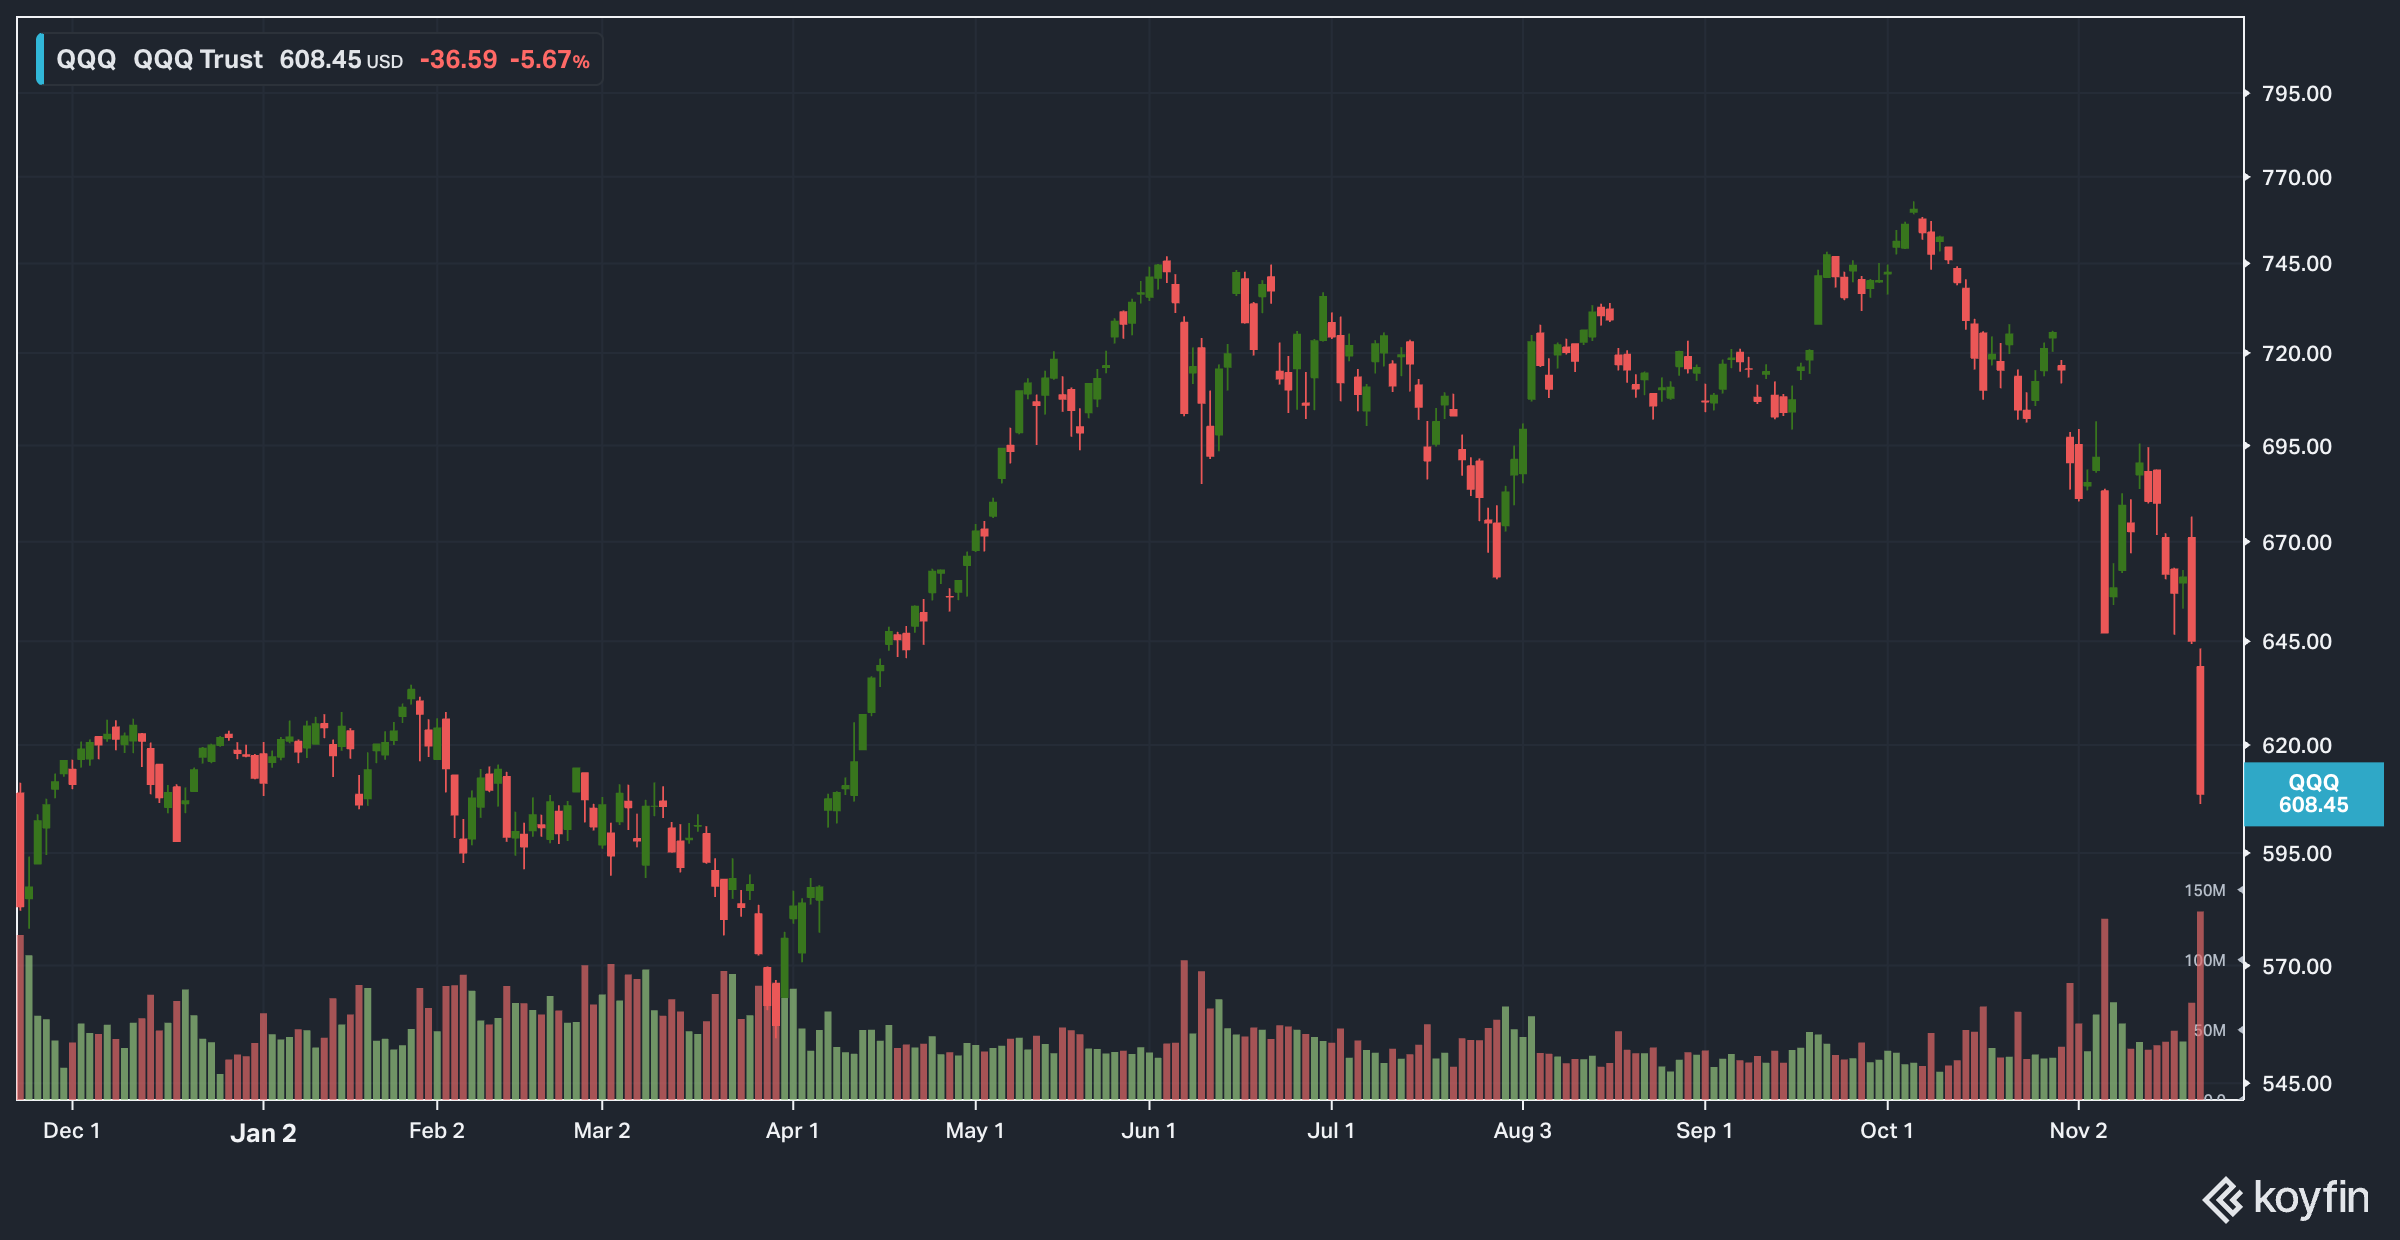 QQQ QQQ Trust 608.45 USD -36.59 -5.67%
795.00
770.00
745.00
720.00
695.00
670.00
645.00
620.00
QQQ
608.45
595.00
150M
100M
570.00
50M
545.00
0.0
Dec 1 Jan 2 Feb 2 Mar 2 Apr 1 May 1 Jun 1 Jul 1 Aug 3 Sep 1 Oct 1 Nov 2
koyfin